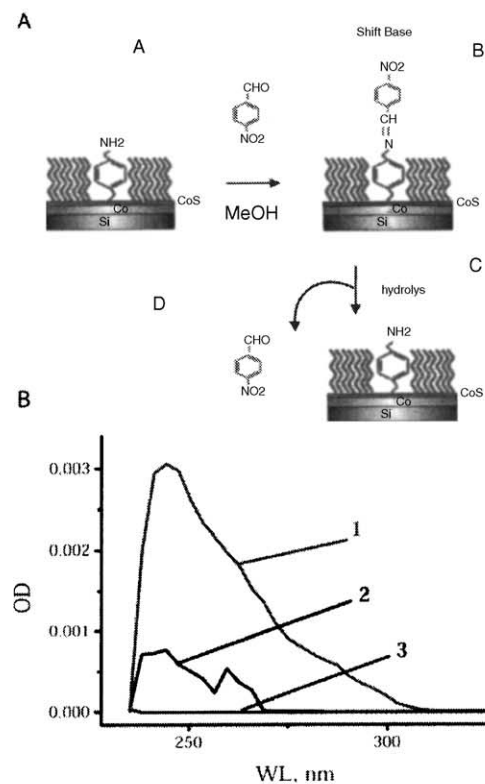 A
A
Shift Base
B
NO2
CHO
NO2
CH
N
NH2
MeOH
CoS
Co
Si
CoS
Co
Si
C
hydrolys
D
NH2
CHO
NO2
CoS
Co
Si
B
0.003
0.002
0.001
0.000
OD
1
2
3
250
300
WL, nm